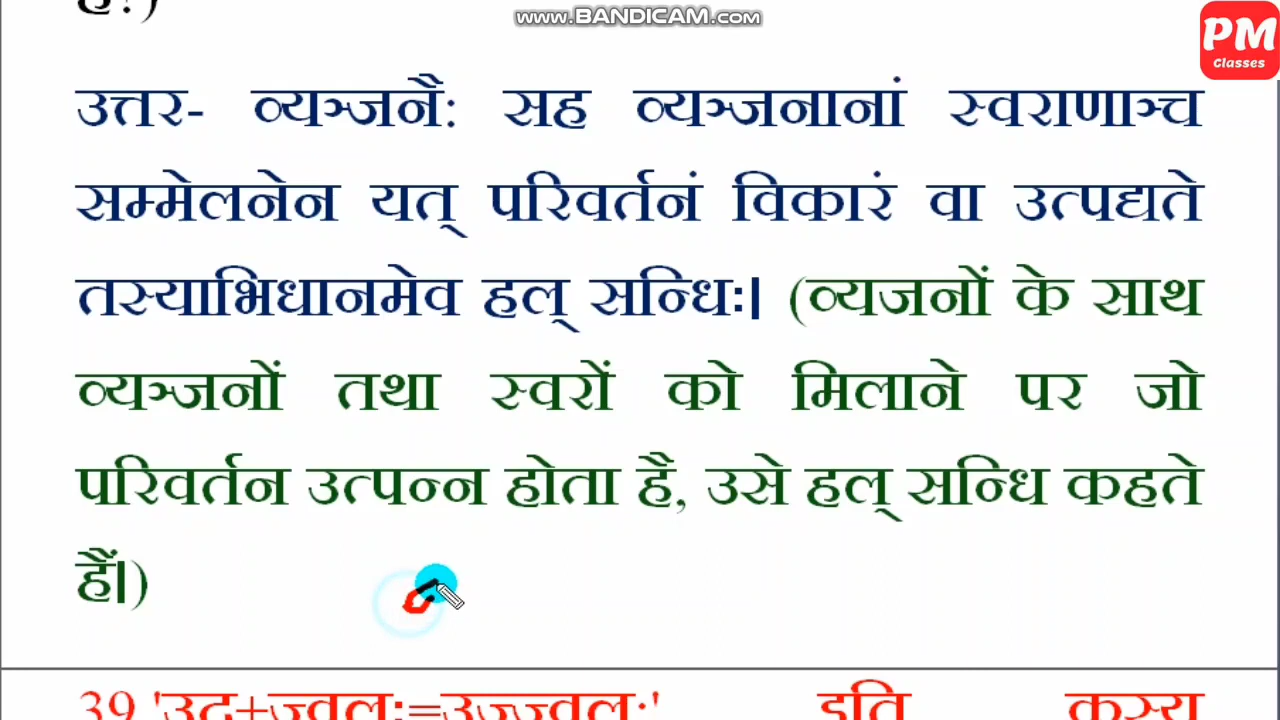 है?)
www.BANDICAM.com
PM
Classes
उत्तर- व्यञ्जनै: सह व्यञ्जनानां स्वराणाञ्च
सम्मेलनेन यत् परिवर्तनं विकारं वा उत्पद्यते
तस्याभिधानमेव हल् सन्धिः। (व्यजनों के साथ
व्यञ्जनों तथा स्वरों को मिलाने पर जो
परिवर्तन उत्पन्न होता है, उसे हल् सन्धि कहते
हैं।)
39 'उद्+ज्वलः=उज्ज्वल:' इति कस्य